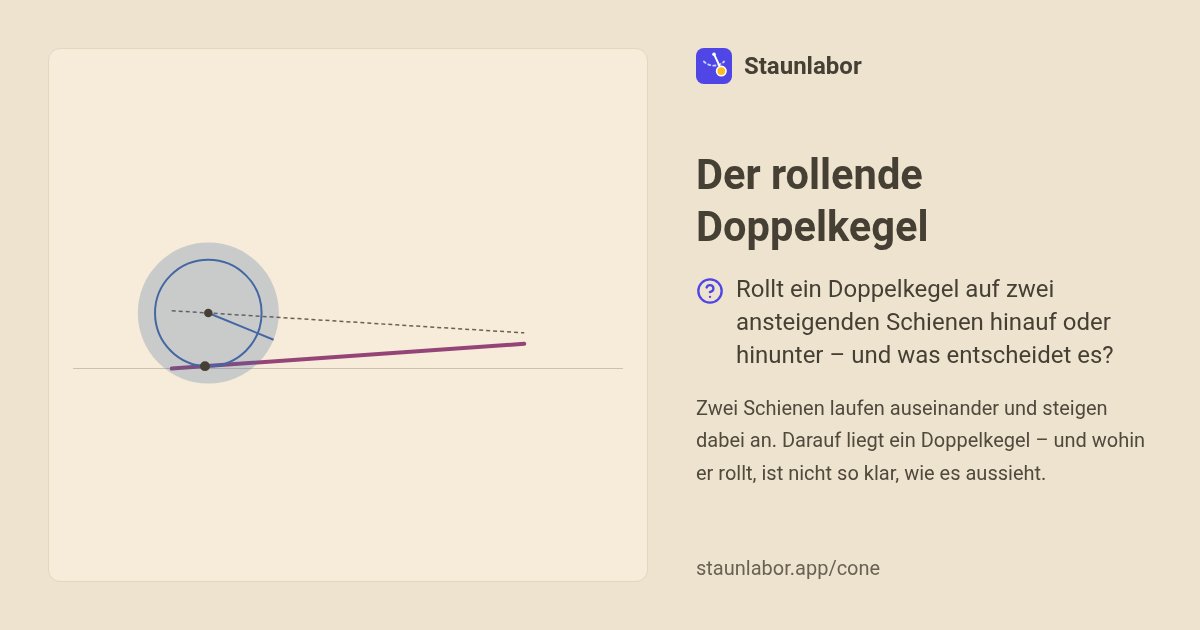 Staunlabor
Der rollende
Doppelkegel
Rollt ein Doppelkegel auf zwei
ansteigenden Schienen hinauf oder
hinunter – und was entscheidet es?
Zwei Schienen laufen auseinander und steigen
dabei an. Darauf liegt ein Doppelkegel – und wohin
er rollt, ist nicht so klar, wie es aussieht.
staunlabor.app/cone